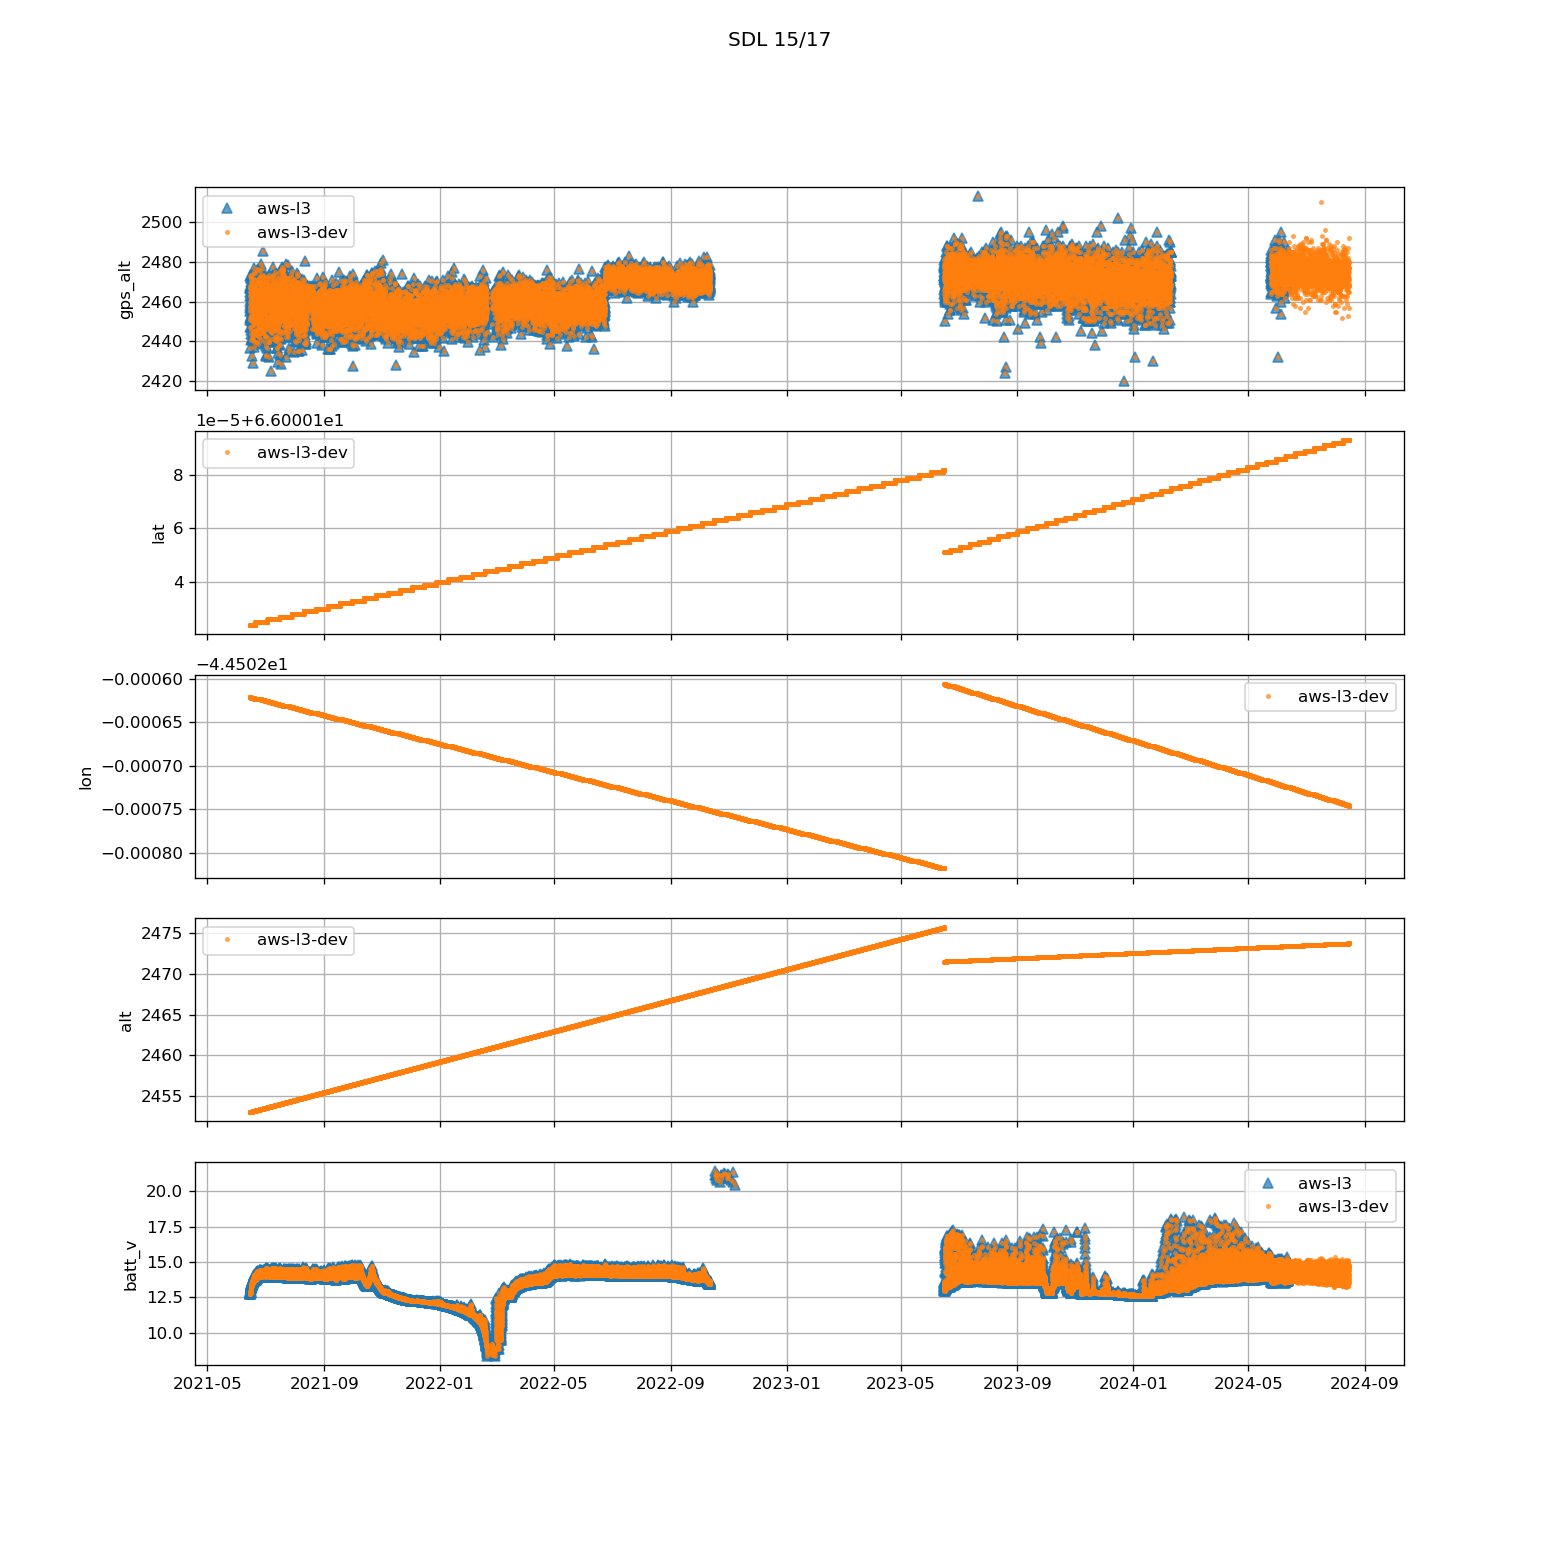 SDL 15/17
aws-l3
aws-l3-dev
gps_alt
2500
2480
2460
2440
2420
1e−5+6.60001e1
aws-l3-dev
lat
8
6
4
−4.4502e1
aws-l3-dev
lon
−0.00060
−0.00065
−0.00070
−0.00075
−0.00080
aws-l3-dev
alt
2475
2470
2465
2460
2455
aws-l3
aws-l3-dev
batt_v
20.0
17.5
15.0
12.5
10.0
2021-05 2021-09 2022-01 2022-05 2022-09 2023-01 2023-05 2023-09 2024-01 2024-05 2024-09